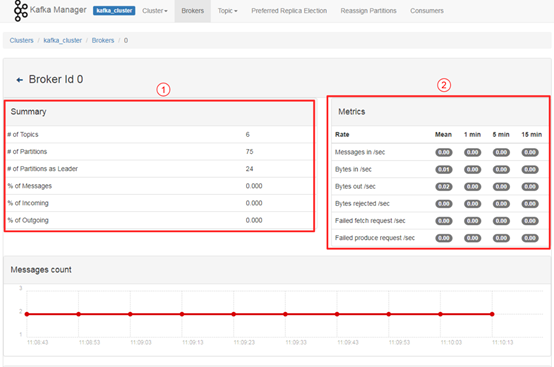 Kafka Manager kafka_cluster Cluster Brokers Topic Preferred Replica Election Reassign Partitions Consumers
Clusters / kafka_cluster / Brokers / 0
Broker Id 0
①
②
Summary
# of Topics 6
# of Partitions 75
# of Partitions as Leader 24
% of Messages 0.000
% of Incoming 0.000
% of Outgoing 0.000
Metrics
Rate Mean 1 min 5 min 15 min
Messages in /sec 0.00 0.00 0.00 0.00
Bytes in /sec 0.01 0.00 0.00 0.00
Bytes out /sec 0.02 0.00 0.00 0.00
Bytes rejected /sec 0.00 0.00 0.00 0.00
Failed fetch request /sec 0.00 0.00 0.00 0.00
Failed produce request /sec 0.00 0.00 0.00 0.00
Messages count
3
2
1
11:08:43 11:08:53 11:09:03 11:09:13 11:09:23 11:09:33 11:09:43 11:09:53 11:10:03 11:10:13